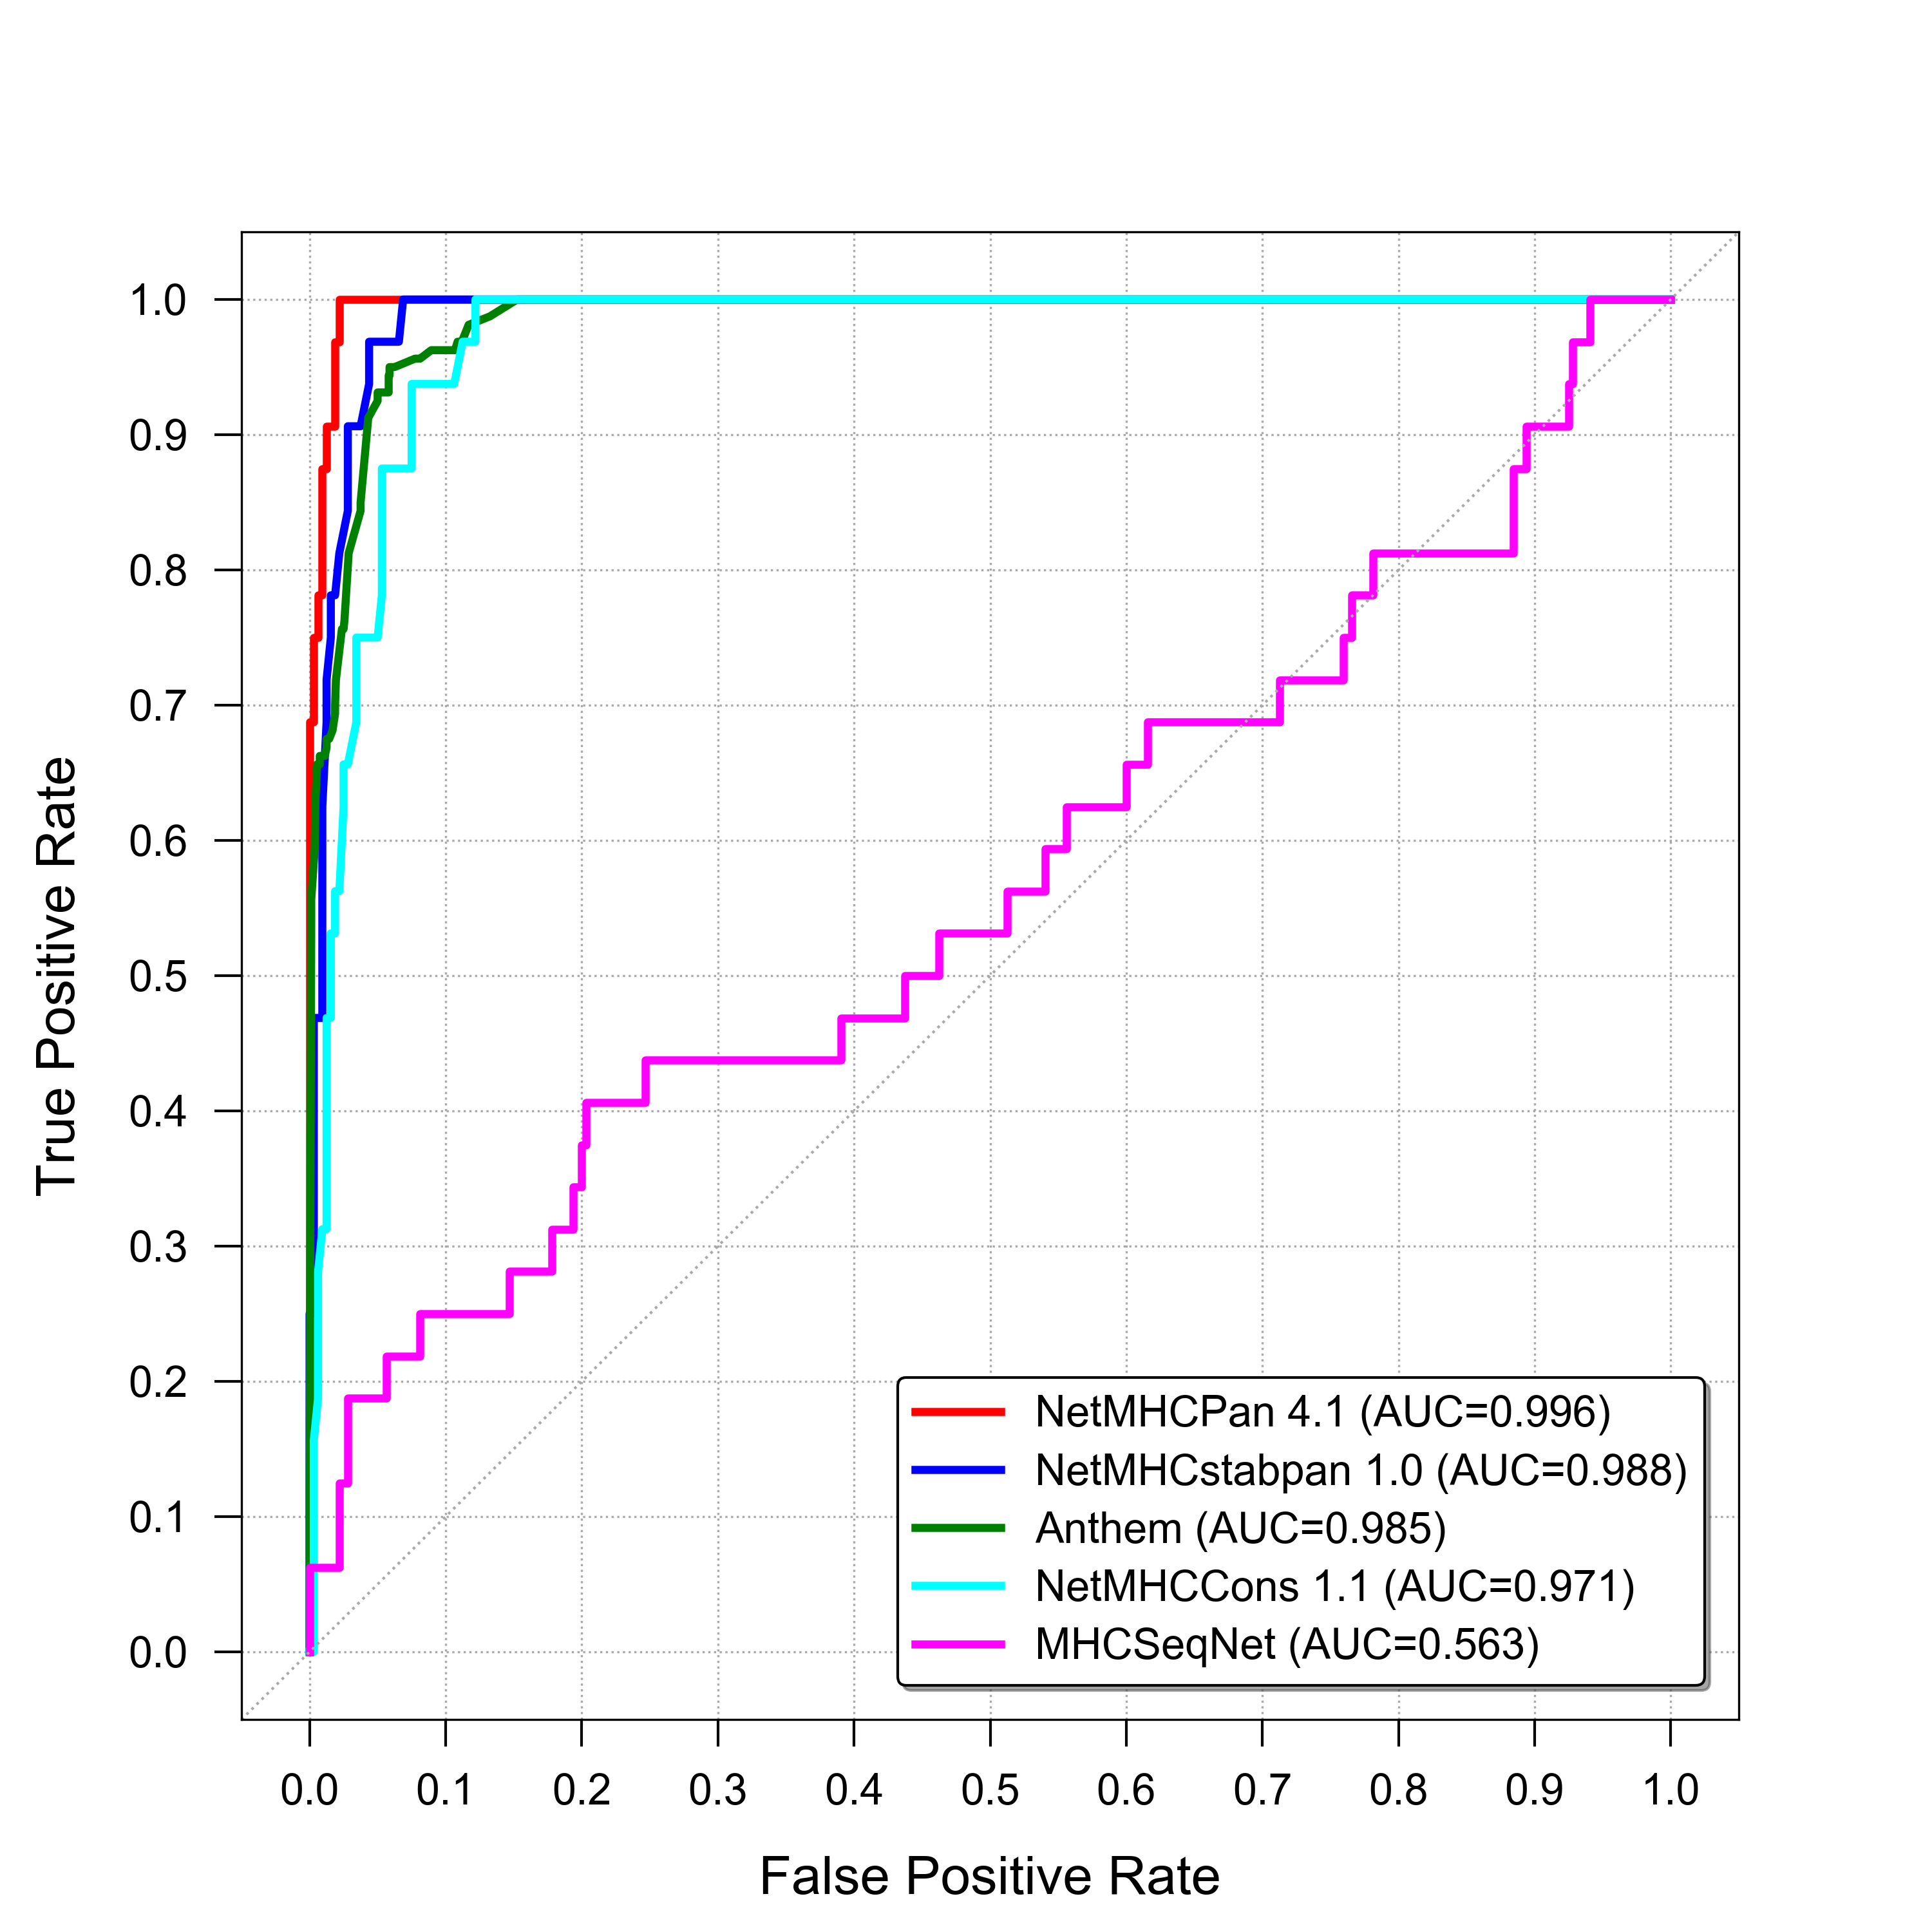 1.0
0.9
0.8
0.7
0.6
0.5
0.4
0.3
0.2
0.1
0.0
True Positive Rate
NetMHCPan 4.1 (AUC=0.996)
NetMHCstabpan 1.0 (AUC=0.988)
Anthem (AUC=0.985)
NetMHCCons 1.1 (AUC=0.971)
MHCSeqNet (AUC=0.563)
0.0 0.1 0.2 0.3 0.4 0.5 0.6 0.7 0.8 0.9 1.0
False Positive Rate